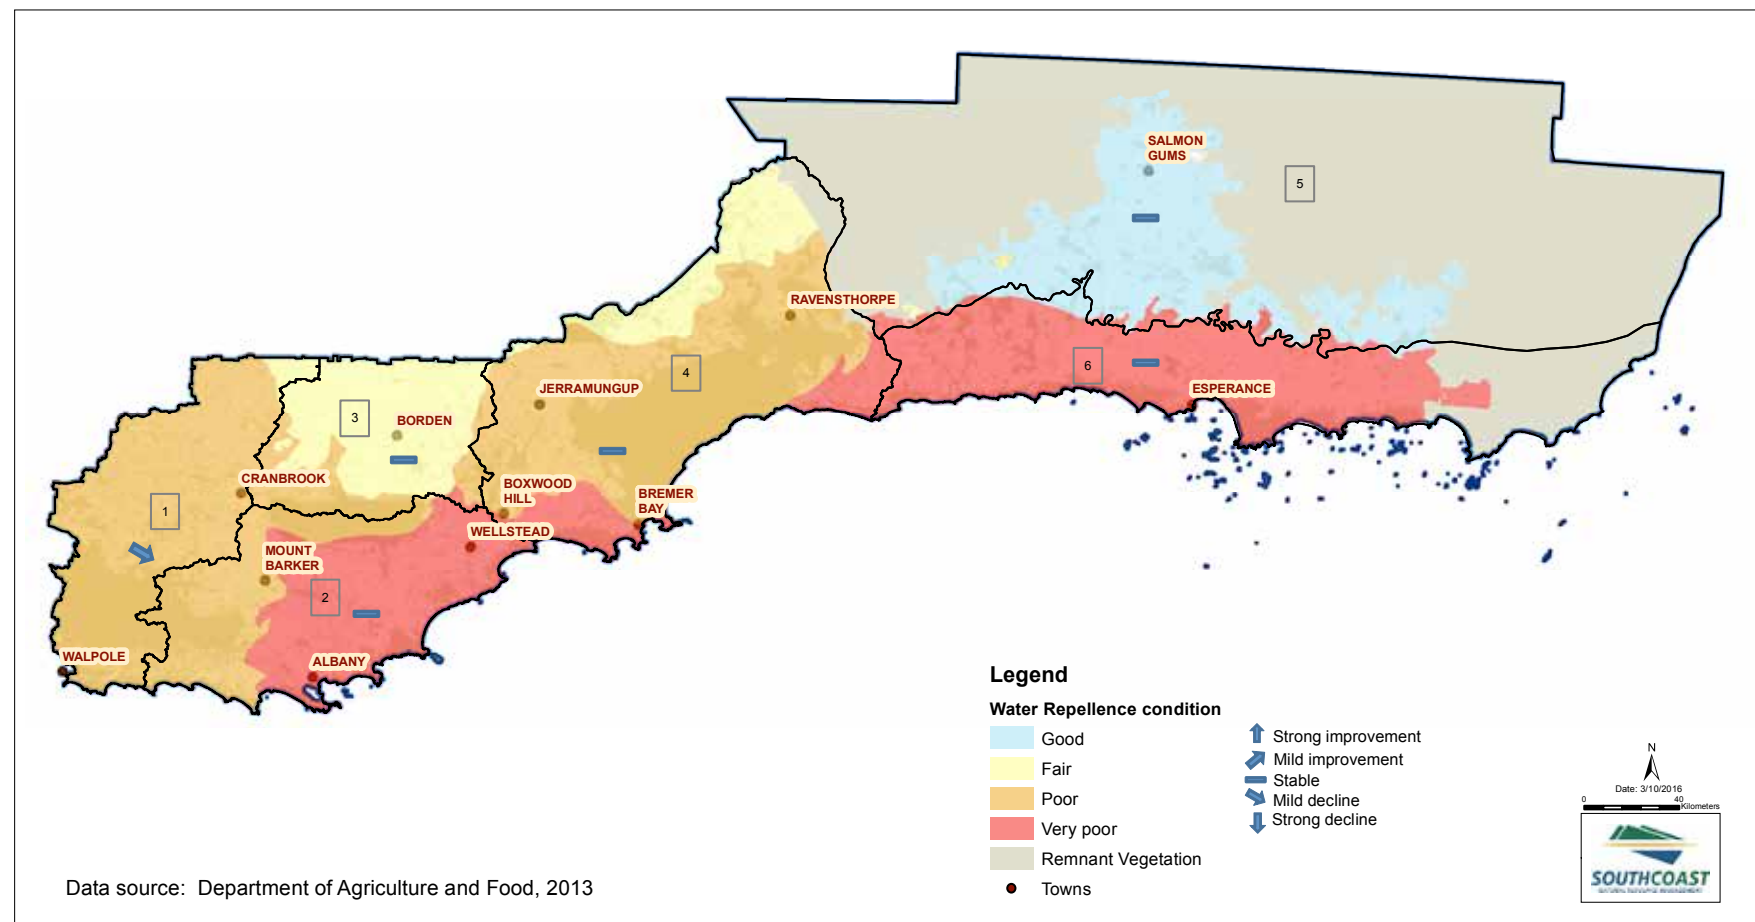 SALMON
GUMS
5
RAVENSTHORPE
4
6
JERRAMUNGUP
ESPERANCE
3
BORDEN
CRANBROOK
BOXWOOD
HILL
BREMER
BAY
1
WELLSTEAD
MOUNT
BARKER
2
WALPOLE
ALBANY
Legend
Water Repellence condition
Good
Fair
Poor
Very poor
Remnant Vegetation
Towns
Strong improvement
Mild improvement
Stable
Mild decline
Strong decline
N
Date: 3/10/2016
0 40
Kilometers
SOUTHCOAST
NATURAL RESOURCE MANAGEMENT
Data source: Department of Agriculture and Food, 2013